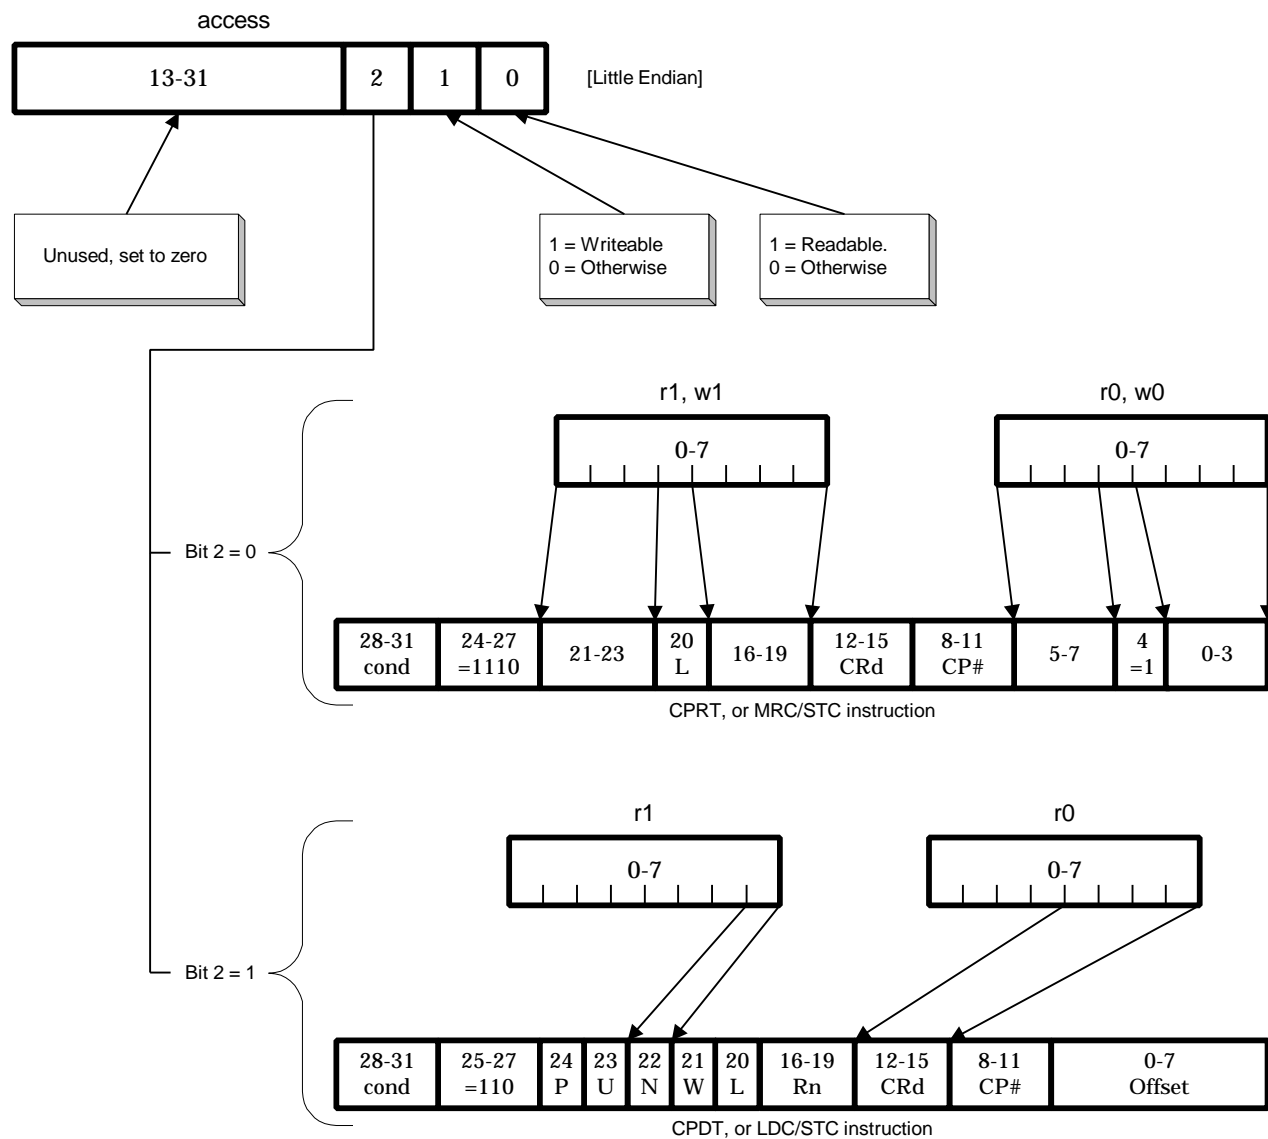 access
13-31 2 1 0 [Little Endian]
Unused, set to zero
1 = Writeable
0 = Otherwise
1 = Readable.
0 = Otherwise
r1, w1 r0, w0
0-7 0-7
Bit 2 = 0
28-31 24-27 21-23 20 16-19 12-15 8-11 5-7 4 0-3
cond =1110 L CRd CP# =1
CPRT, or MRC/STC instruction
r1 r0
0-7 0-7
Bit 2 = 1
28-31 25-27 24 23 22 21 20 16-19 12-15 8-11 0-7
cond =110 P U N W L Rn CRd CP# Offset
CPDT, or LDC/STC instruction